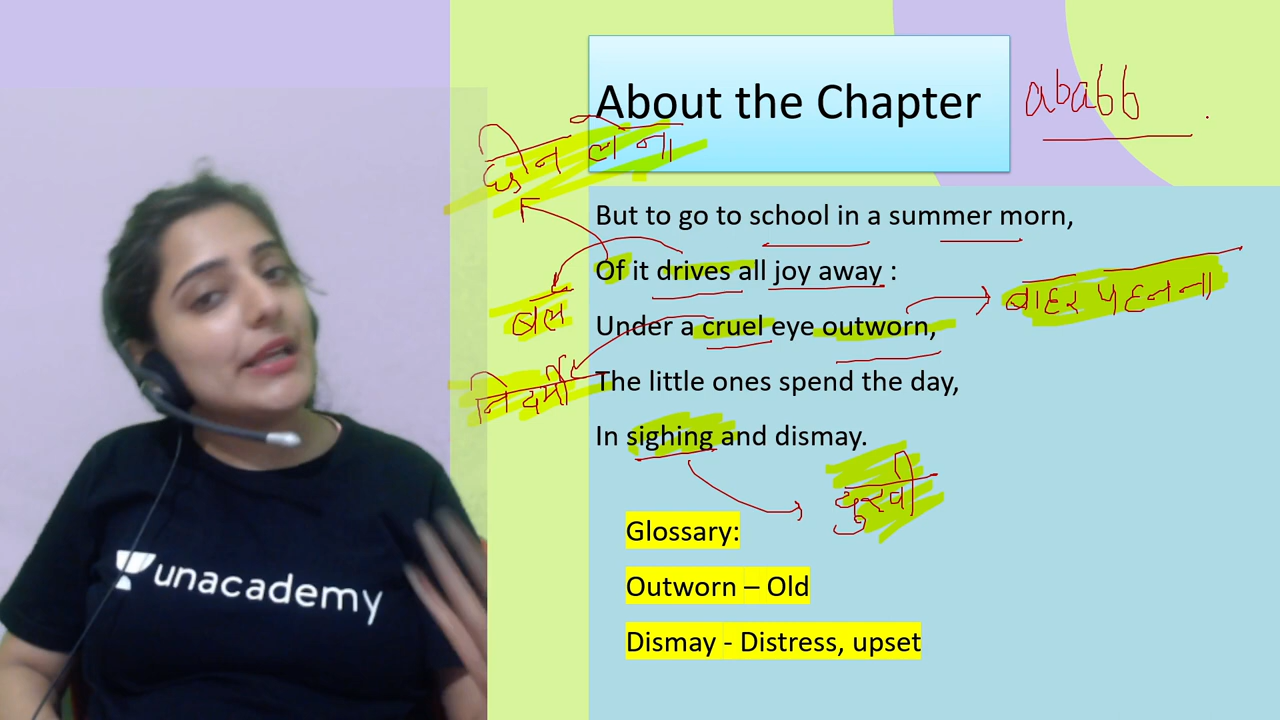 About the Chapter
ababb
छीन लेना
But to go to school in a summer morn,
Of it drives all joy away :
बाहर पहनना
बल
Under a cruel eye outworn,
निर्दयी
The little ones spend the day,
In sighing and dismay.
दुखी
Glossary:
Outworn – Old
Dismay - Distress, upset
unacademy